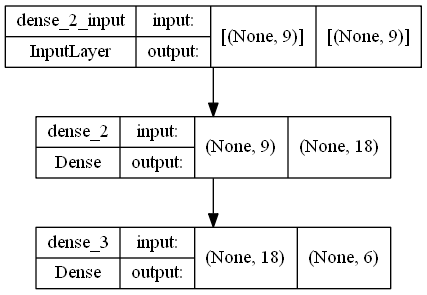 dense_2_input input: [(None, 9)] [(None, 9)]
InputLayer output:
dense_2 input: (None, 9) (None, 18)
Dense output:
dense_3 input: (None, 18) (None, 6)
Dense output: